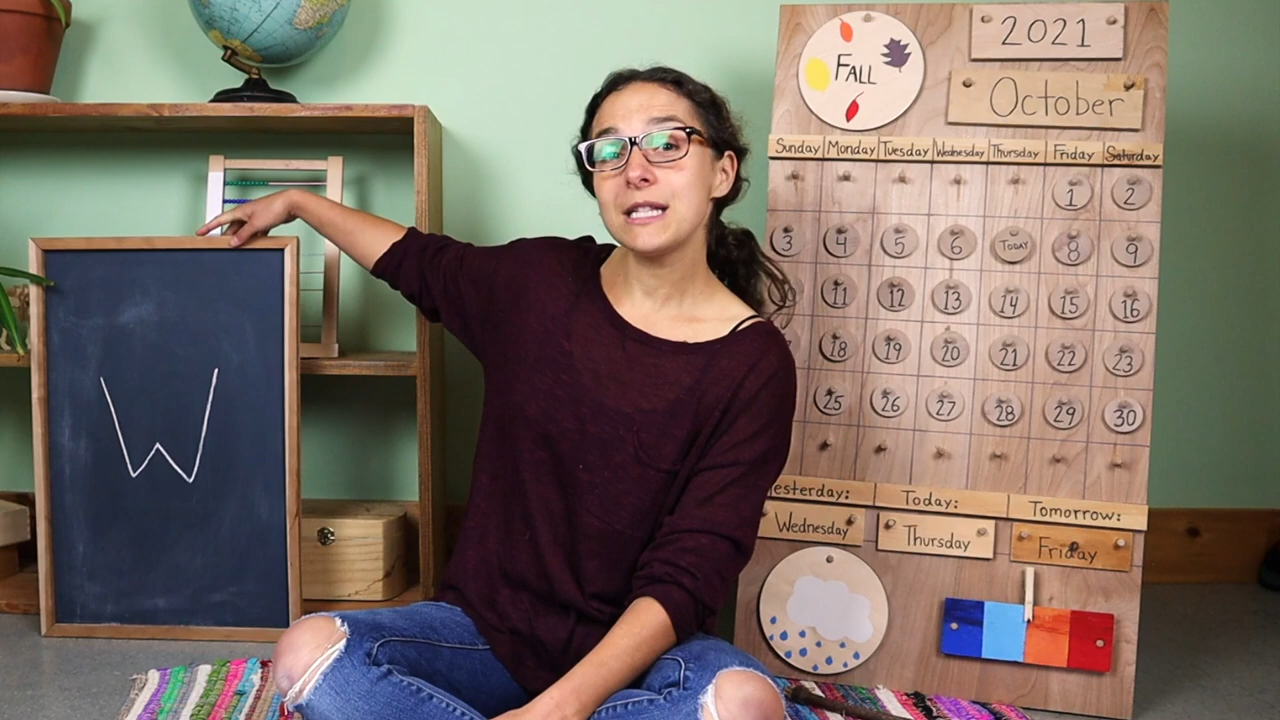 W
FALL
2021
October
Sunday Monday Tuesday Wednesday Thursday Friday Saturday
1 2
3 4 5 6 TODAY 8 9
11 12 13 14 15 16
18 19 20 21 22 23
25 26 27 28 29 30
esterday: Today: Tomorrow:
Wednesday Thursday Friday